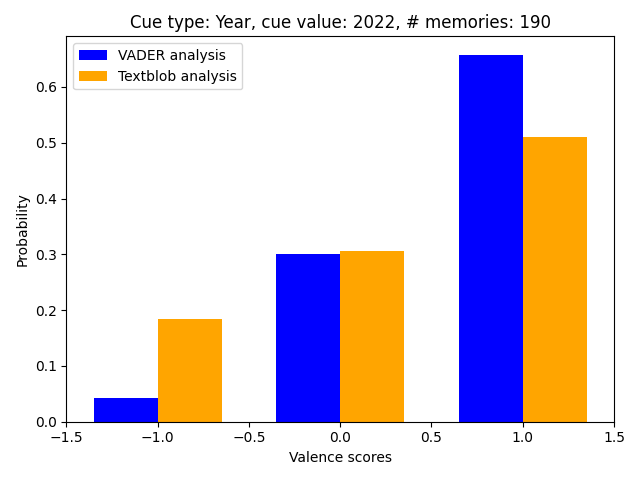 Cue type: Year, cue value: 2022, # memories: 190
VADER analysis
Textblob analysis
Probability
0.6
0.5
0.4
0.3
0.2
0.1
0.0
−1.5 −1.0 −0.5 0.0 0.5 1.0 1.5
Valence scores